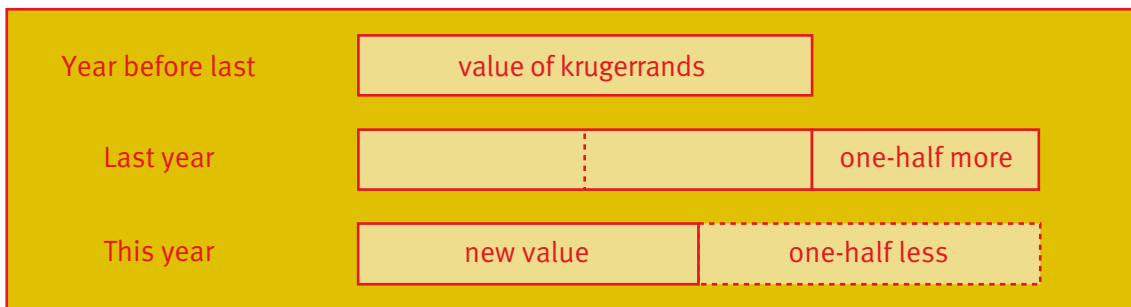 Year before last value of krugerrands
Last year one-half more
This year new value one-half less